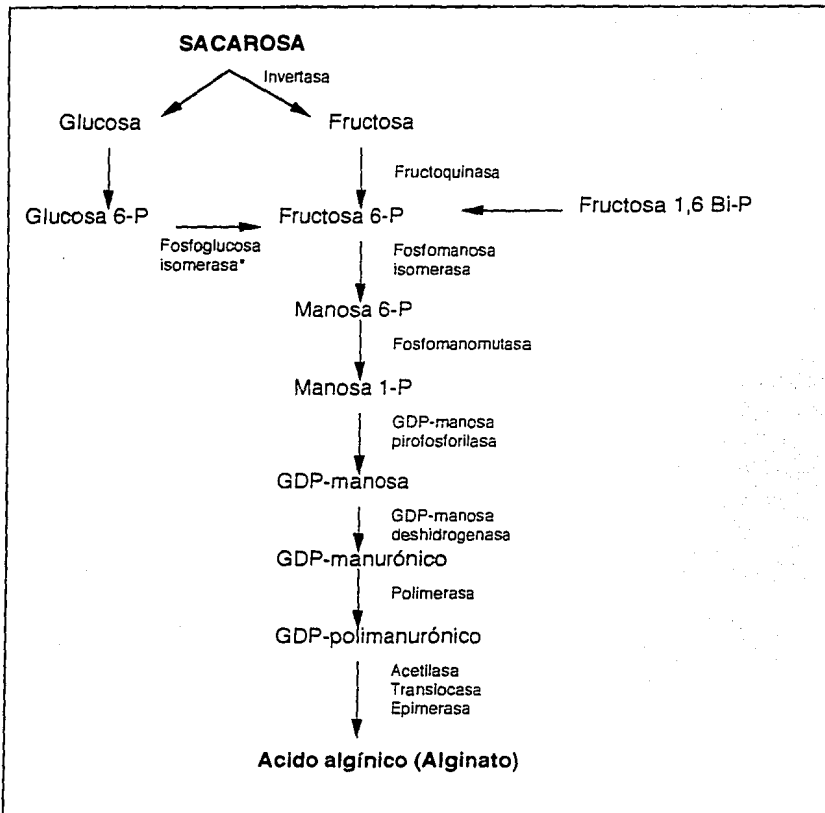 SACAROSA
Invertasa
Glucosa
Fructosa
Fructoquinasa
Glucosa 6-P
Fructosa 6-P
Fructosa 1,6 Bi-P
Fosfoglucosa
isomerasa*
Fosfomanosa
isomerasa
Manosa 6-P
Fosfomanomutasa
Manosa 1-P
GDP-manosa
pirofosforilasa
GDP-manosa
GDP-manosa
deshidrogenasa
GDP-manurónico
Polimerasa
GDP-polimanurónico
Acetilasa
Translocasa
Epimerasa
Acido algínico (Alginato)